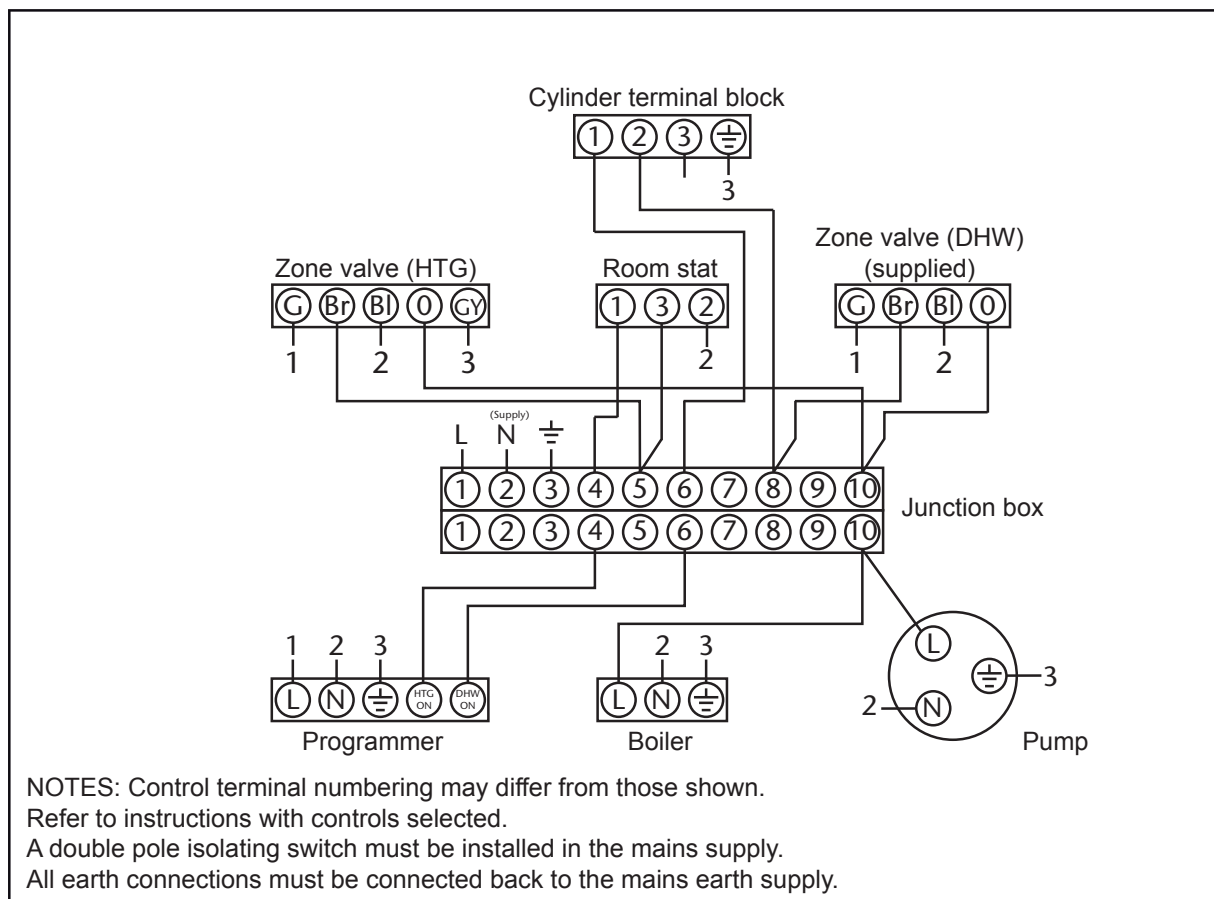 Cylinder terminal block
1 2 3
3
Zone valve (HTG)
G Br Bl 0 GY
1 2 3
Room stat
1 3 2
2
Zone valve (DHW)
(supplied)
G Br Bl 0
1 2
(Supply)
L N
1 2 3 4 5 6 7 8 9 10
1 2 3 4 5 6 7 8 9 10
Junction box
1 2 3
L N HTG ON DHW ON
Programmer
2 3
L N
Boiler
L
3
2 N
Pump
NOTES: Control terminal numbering may differ from those shown.
Refer to instructions with controls selected.
A double pole isolating switch must be installed in the mains supply.
All earth connections must be connected back to the mains earth supply.